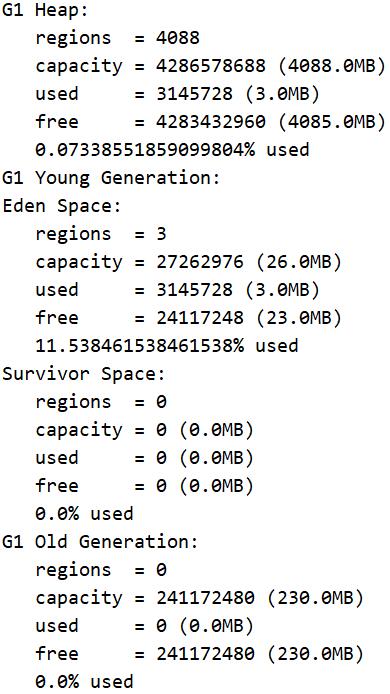 G1 Heap:
regions = 4088
capacity = 4286578688 (4088.0MB)
used = 3145728 (3.0MB)
free = 4283432960 (4085.0MB)
0.07338551859099804% used
G1 Young Generation:
Eden Space:
regions = 3
capacity = 27262976 (26.0MB)
used = 3145728 (3.0MB)
free = 24117248 (23.0MB)
11.538461538461538% used
Survivor Space:
regions = 0
capacity = 0 (0.0MB)
used = 0 (0.0MB)
free = 0 (0.0MB)
0.0% used
G1 Old Generation:
regions = 0
capacity = 241172480 (230.0MB)
used = 0 (0.0MB)
free = 241172480 (230.0MB)
0.0% used